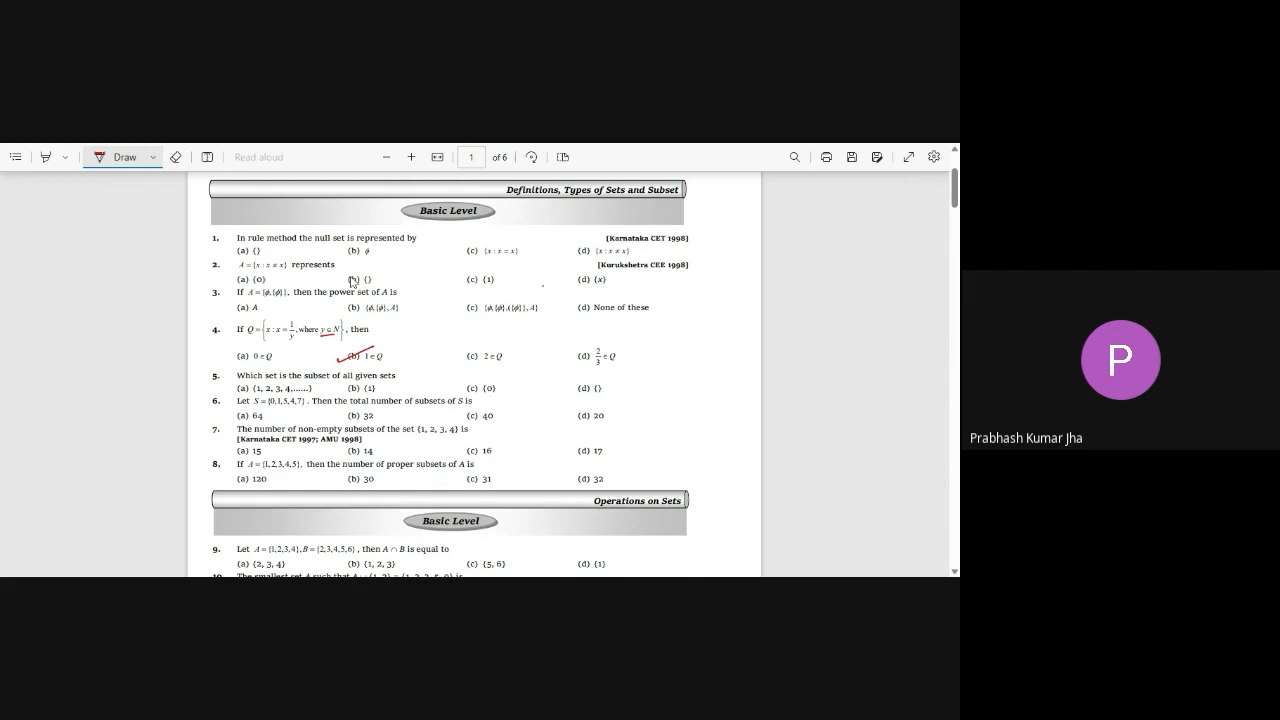 Draw
Read aloud
1
of 6
Definitions, Types of Sets and Subset
Basic Level
1. In rule method the null set is represented by [Karnataka CET 1998]
(a) {} (b) ϕ (c) {x : x = x} (d) {x : x ≠ x}
2. A = {x : x ≠ x} represents [Kurukshetra CEE 1998]
(a) {0} (b) {} (c) {1} (d) {x}
3. If A = {ϕ,{ϕ}}, then the power set of A is
(a) A (b) {ϕ,{ϕ},A} (c) {ϕ,{ϕ},{{ϕ}},A} (d) None of these
4. If Q = {x : x = 1/y, where y ∈ N}, then
(a) 0 ∈ Q (b) 1 ∈ Q (c) 2 ∈ Q (d) 2/3 ∈ Q
5. Which set is the subset of all given sets
(a) {1, 2, 3, 4,......} (b) {1} (c) {0} (d) {}
6. Let S = {0,1,5,4,7}. Then the total number of subsets of S is
(a) 64 (b) 32 (c) 40 (d) 20
7. The number of non-empty subsets of the set {1, 2, 3, 4} is
[Karnataka CET 1997; AMU 1998]
(a) 15 (b) 14 (c) 16 (d) 17
8. If A = {1,2,3,4,5}, then the number of proper subsets of A is
(a) 120 (b) 30 (c) 31 (d) 32
Operations on Sets
Basic Level
9. Let A = {1,2,3,4}, B = {2,3,4,5,6}, then A ∩ B is equal to
(a) {2, 3, 4} (b) {1, 2, 3} (c) {5, 6} (d) {1}
P
Prabhash Kumar Jha